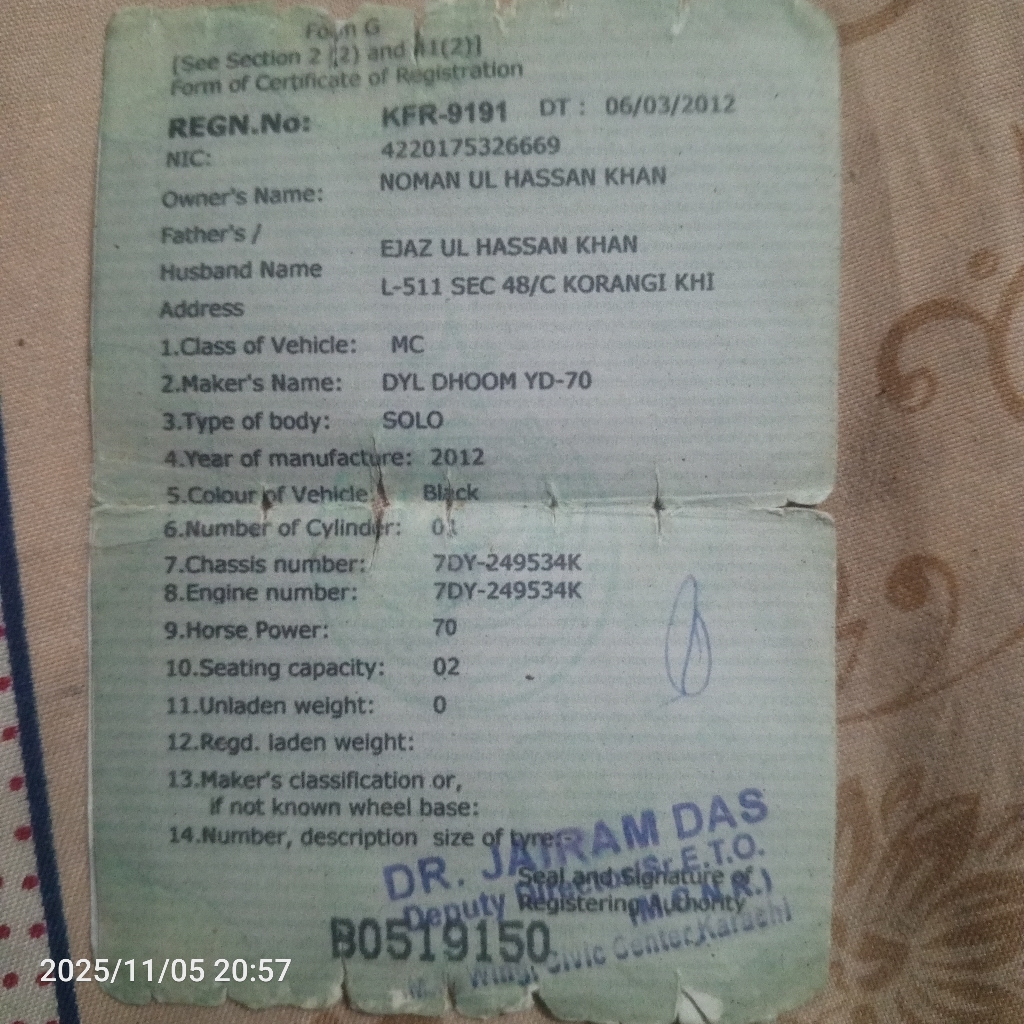 Form G
[See Section 2 (2) and 41(2)]
Form of Certificate of Registration
REGN.No: KFR-9191 DT : 06/03/2012
NIC: 4220175326669
Owner's Name: NOMAN UL HASSAN KHAN
Father's /
Husband Name EJAZ UL HASSAN KHAN
Address L-511 SEC 48/C KORANGI KHI
1.Class of Vehicle: MC
2.Maker's Name: DYL DHOOM YD-70
3.Type of body: SOLO
4.Year of manufacture: 2012
5.Colour of Vehicle: Black
6.Number of Cylinder: 01
7.Chassis number: 7DY-249534K
8.Engine number: 7DY-249534K
9.Horse Power: 70
10.Seating capacity: 02
11.Unladen weight: 0
12.Regd. laden weight:
13.Maker's classification or,
if not known wheel base:
14.Number, description size of tyre:-
DR. JAIRAM DAS
Seal and Signature of
Registering Authority
Deputy Director/Sr.E.T.O.
(M.O.N.R.)
Wing, Civic Center, Karachi
B0519150
2025/11/05 20:57